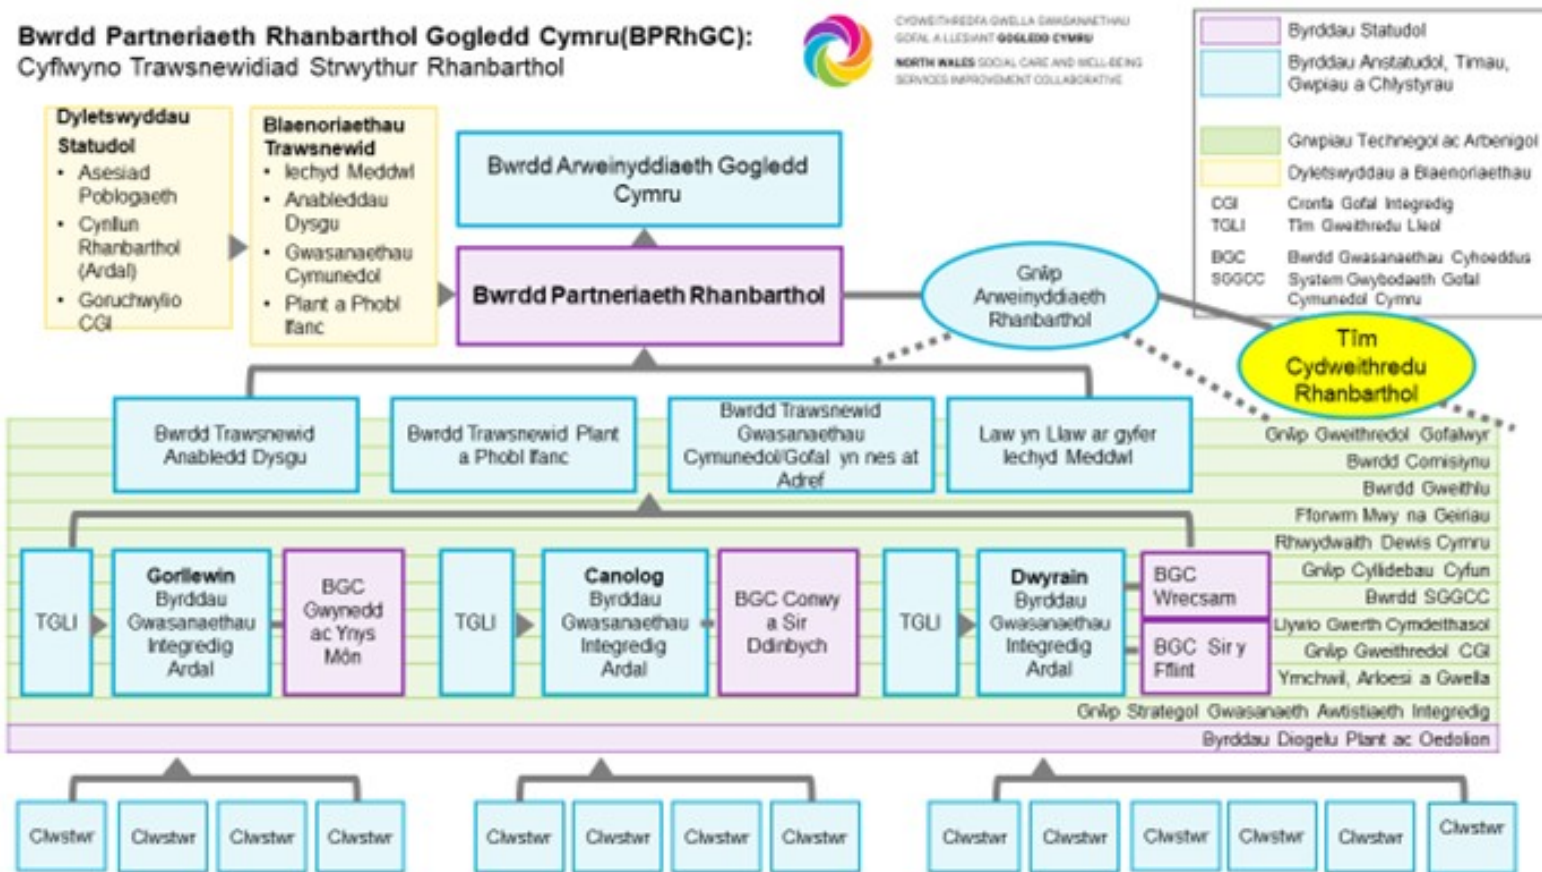 Bwrdd Partneriaeth Rhanbarthol Gogledd Cymru(BPRhGC):
Cyflwyno Trawsnewidiad Strwythur Rhanbarthol
CYDWEITHREDFA GWELLA GWASANAETHAU
GOFAL A LLESIANT GOGLEDD CYMRU
NORTH WALES SOCIAL CARE AND WELL-BEING
SERVICES IMPROVEMENT COLLABORATIVE
Byrddau Statudol
Byrddau Anstatudol, Timau,
Gwpiau a Chlystyrau
Grwpiau Technegol ac Arbenigol
Dyletswyddau a Blaenoriaethau
CGI Cronfa Gofal Integredig
TGLI Tîm Gweithredu Lleol
BGC Bwrdd Gwasanaethau Cyhoeddus
SGGCC System Gwybodaeth Gofal
Cymunedol Cymru
Dyletswyddau
Statudol
• Asesiad
Poblogaeth
• Cynllun
Rhanbarthol
(Ardal)
• Goruchwylio
CGI
Blaenoriaethau
Trawsnewid
• Iechyd Meddwl
• Anableddau
Dysgu
• Gwasanaethau
Cymunedol
• Plant a Phobl
Ifanc
Bwrdd Arweinyddiaeth Gogledd
Cymru
Bwrdd Partneriaeth Rhanbarthol
Grŵp
Arweinyddiaeth
Rhanbarthol
Tîm
Cydweithredu
Rhanbarthol
Bwrdd Trawsnewid
Anabledd Dysgu
Bwrdd Trawsnewid Plant
a Phobl Ifanc
Bwrdd Trawsnewid
Gwasanaethau
Cymunedol/Gofal yn nes at
Adref
Law yn Llaw ar gyfer
Iechyd Meddwl
Grŵp Gweithredol Gofalwyr
Bwrdd Comisiynu
Bwrdd Gweithlu
Fforwm Mwy na Geiriau
Rhwydwaith Dewis Cymru
Grŵp Cyllidebau Cyfun
Bwrdd SGGCC
Llywio Gwerth Cymdeithasol
Grŵp Gweithredol CGI
Ymchwil, Arloesi a Gwella
Grŵp Strategol Gwasanaeth Awtistiaeth Integredig
Byrddau Diogelu Plant ac Oedolion
TGLI
Gorllewin
Byrddau
Gwasanaethau
Integredig
Ardal
BGC
Gwynedd
ac Ynys
Môn
TGLI
Canolog
Byrddau
Gwasanaethau
Integredig
Ardal
BGC Conwy
a Sir
Ddinbych
TGLI
Dwyrain
Byrddau
Gwasanaethau
Integredig
Ardal
BGC
Wrecsam
BGC Sir y
Fflint
Clwstwr
Clwstwr
Clwstwr
Clwstwr
Clwstwr
Clwstwr
Clwstwr
Clwstwr
Clwstwr
Clwstwr
Clwstwr
Clwstwr
Clwstwr
Clwstwr